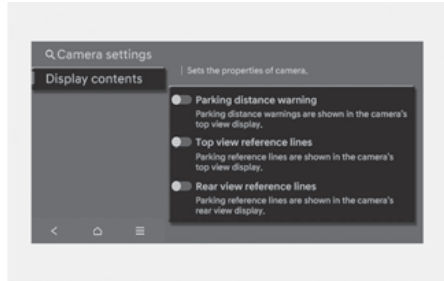 Camera settings
Display contents
Sets the properties of camera.
Parking distance warning
Parking distance warnings are shown in the camera's
top view display.
Top view reference lines
Parking reference lines are shown in the camera's
top view display.
Rear view reference lines
Parking reference lines are shown in the camera's
rear view display.